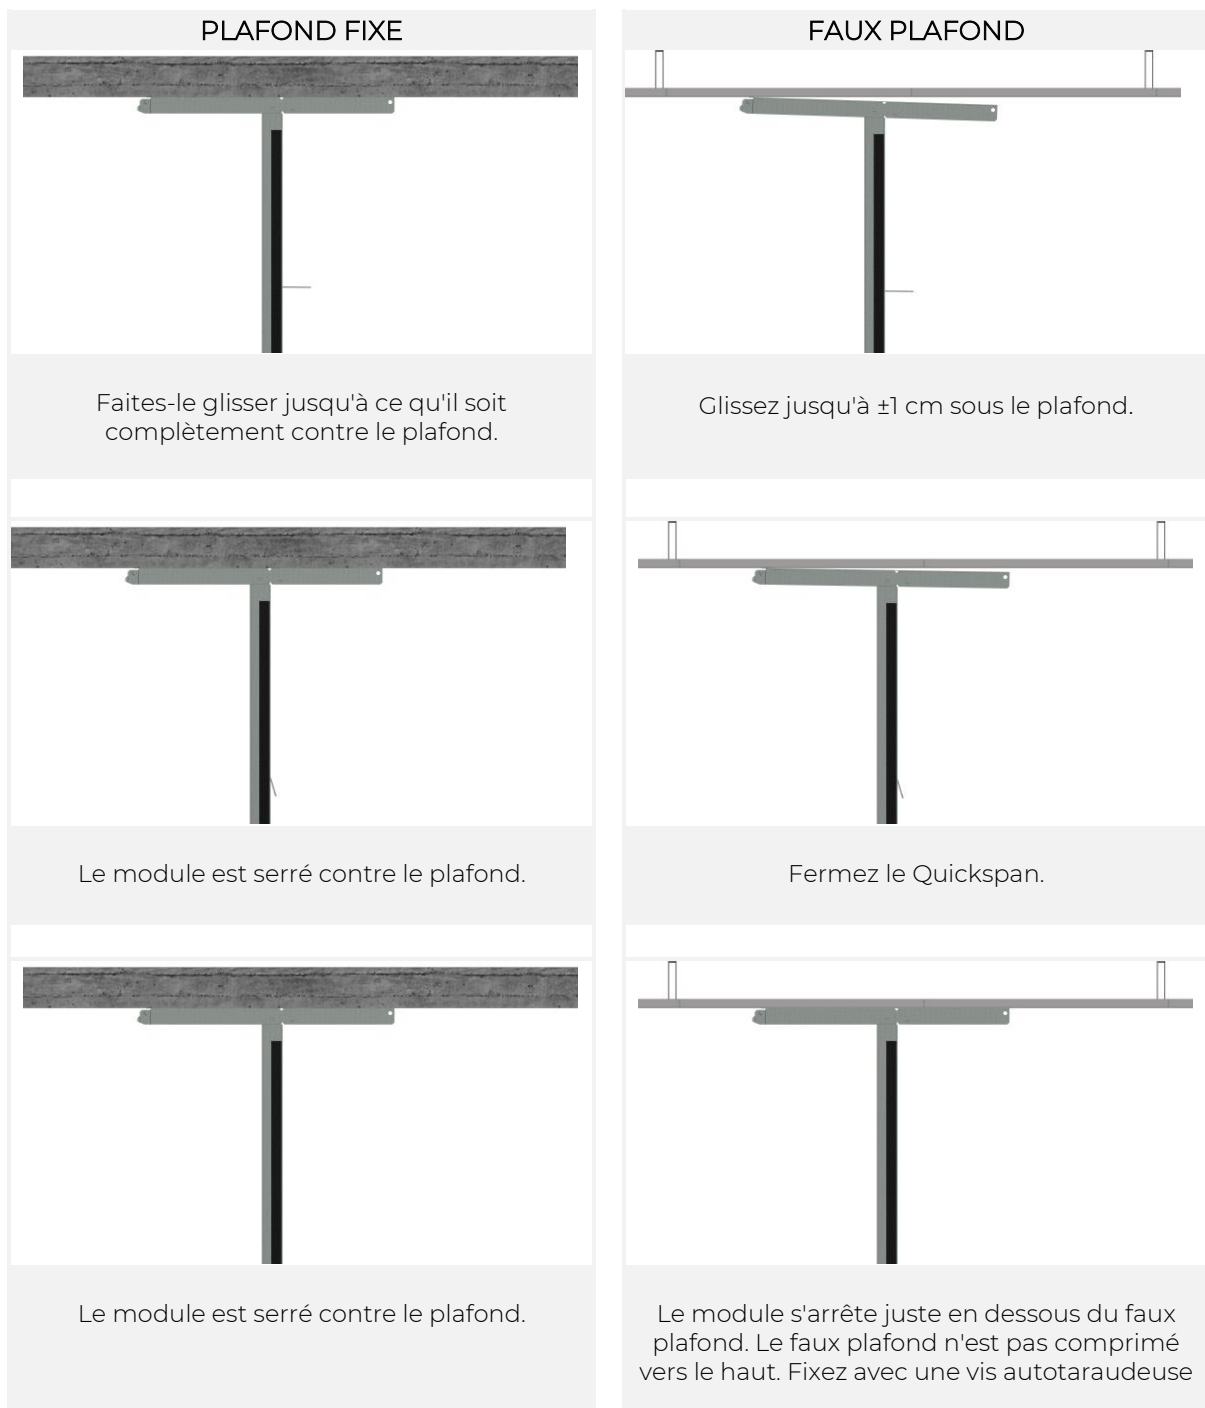 PLAFOND FIXE
Faites-le glisser jusqu'à ce qu'il soit
complètement contre le plafond.
Le module est serré contre le plafond.
Le module est serré contre le plafond.
FAUX PLAFOND
Glissez jusqu'à ±1 cm sous le plafond.
Fermez le Quickspan.
Le module s'arrête juste en dessous du faux
plafond. Le faux plafond n'est pas comprimé
vers le haut. Fixez avec une vis autotaraudeuse